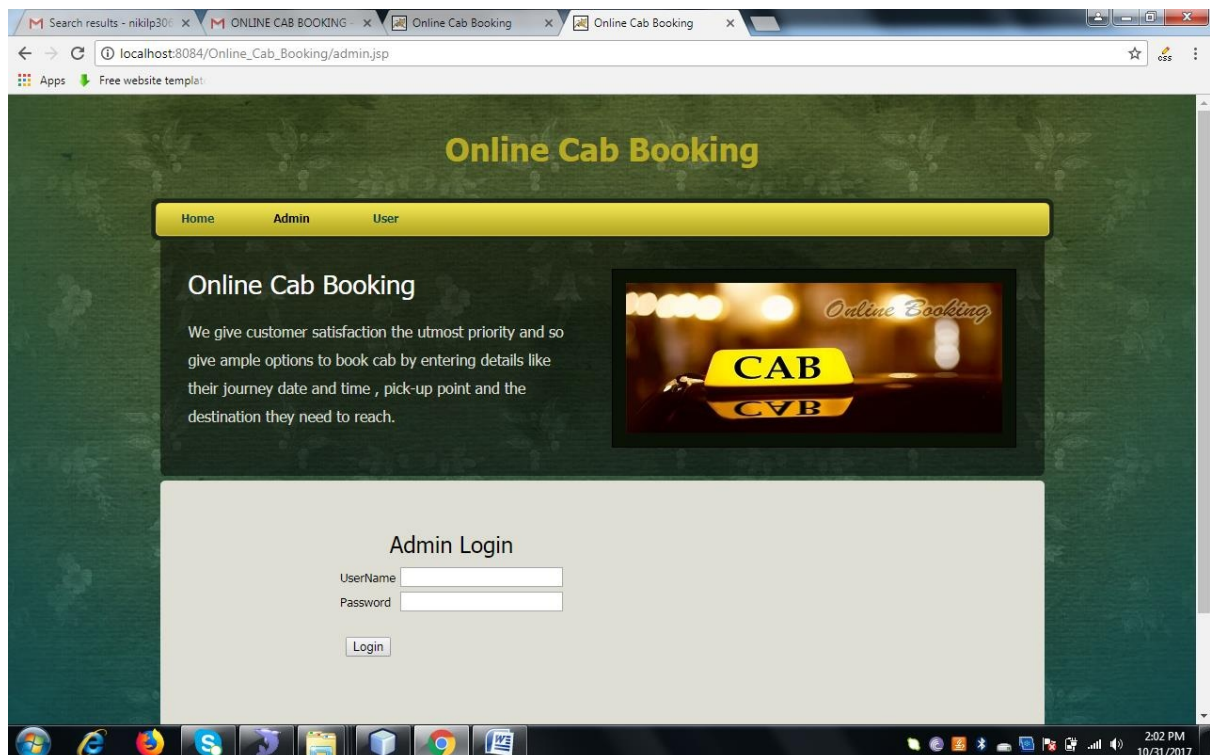 Search results - nikilp306
ONLINE CAB BOOKING -
Online Cab Booking
Online Cab Booking
localhost:8084/Online_Cab_Booking/admin.jsp
css
Apps
Free website templat
Online Cab Booking
Home
Admin
User
Online Cab Booking
We give customer satisfaction the utmost priority and so
give ample options to book cab by entering details like
their journey date and time , pick-up point and the
destination they need to reach.
Online Booking
CAB
CAB
Admin Login
UserName
Password
Login
2:02 PM
10/31/2017